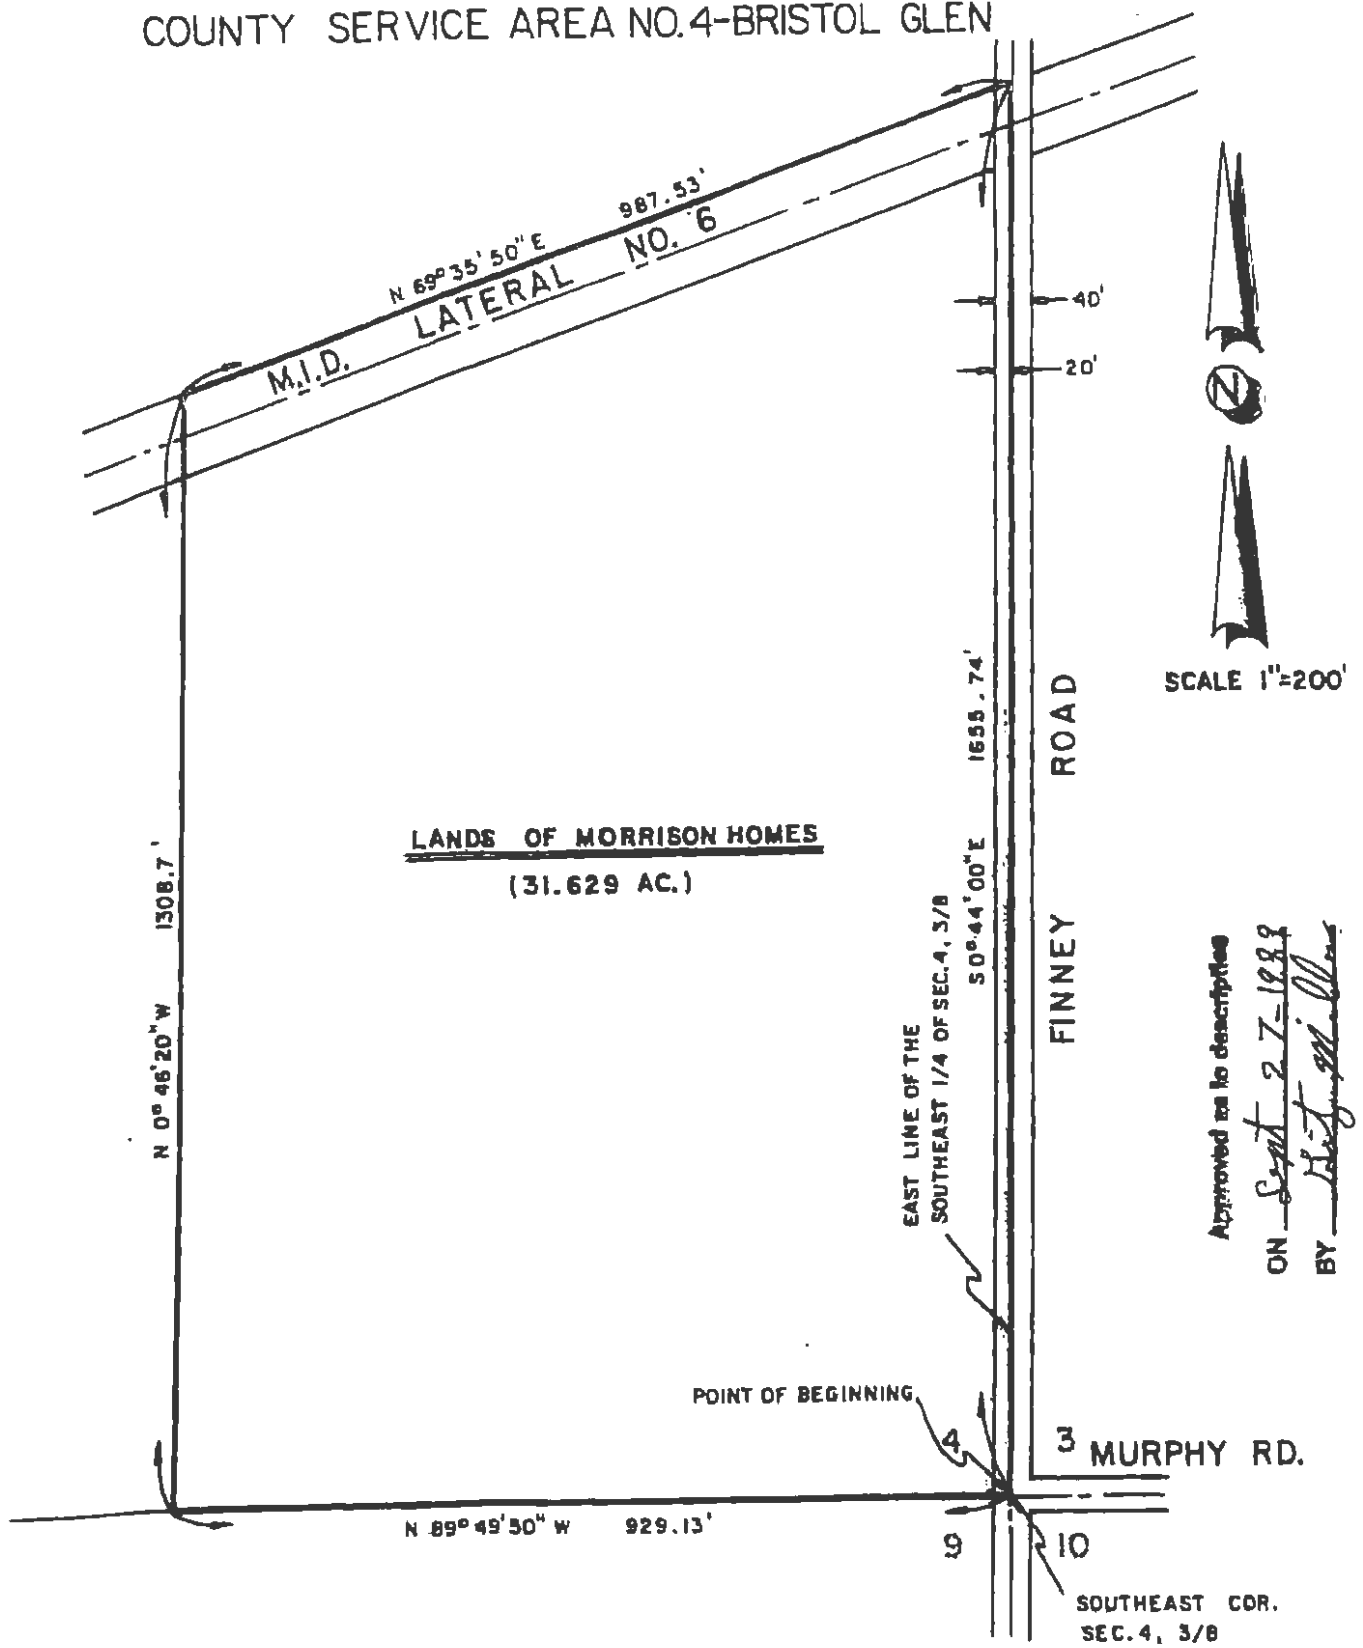 COUNTY SERVICE AREA NO. 4-BRISTOL GLEN
987.53'
N 69° 35' 50" E
M.I.D. LATERAL NO. 6
40'
20'
N
SCALE 1"=200'
1655.74'
S 0° 44' 00" E
FINNEY ROAD
LANDS OF MORRISON HOMES
(31.629 AC.)
N 0° 46' 20" W 1308.7'
EAST LINE OF THE
SOUTHEAST 1/4 OF SEC. 4, 3/8
Approved as to description
ON Sept 27-1988
BY
POINT OF BEGINNING
4
3
MURPHY RD.
N 89° 49' 50" W 929.13'
9
10
SOUTHEAST COR.
SEC. 4, 3/8